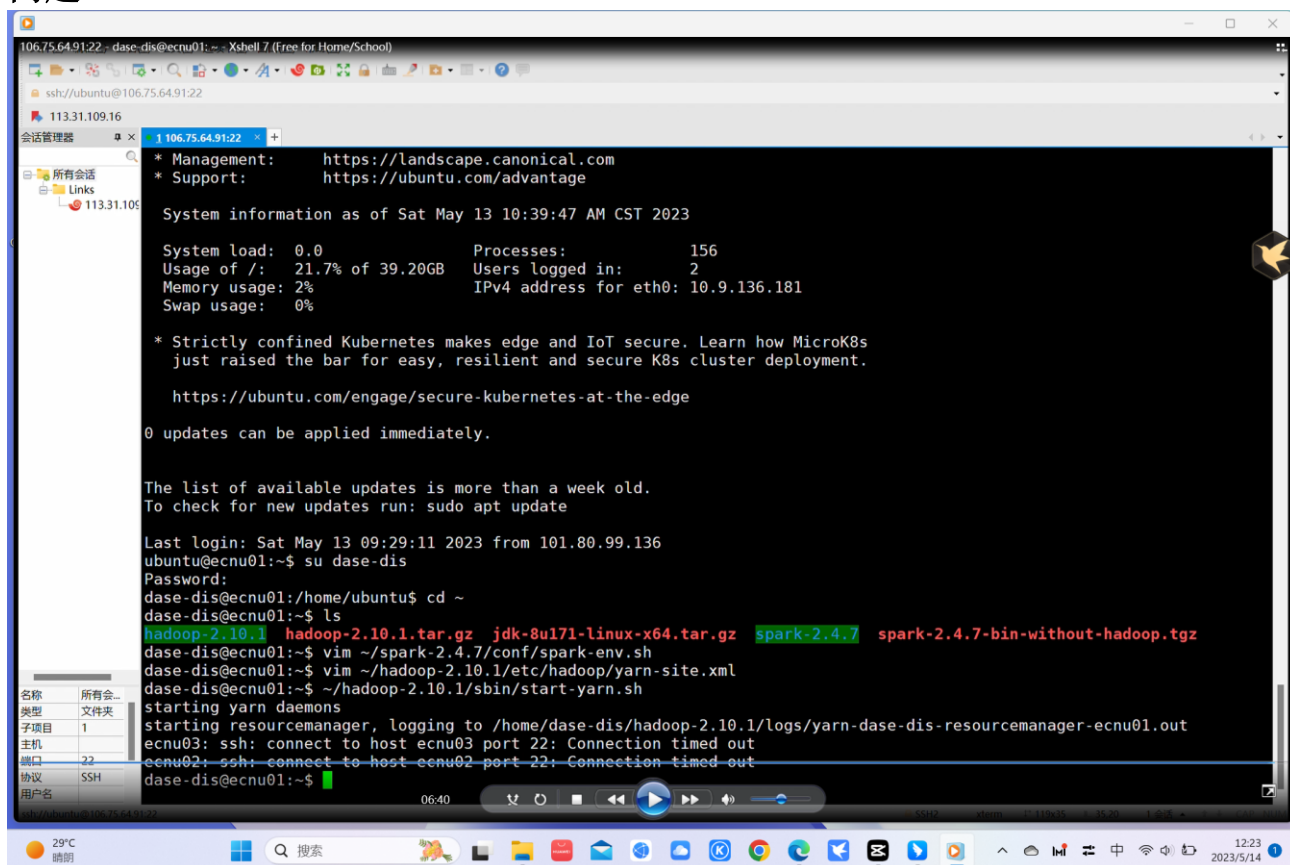 106.75.64.91:22 - dase-dis@ecnu01: ~ - Xshell 7 (Free for Home/School)
ssh://ubuntu@106.75.64.91:22
113.31.109.16
会话管理器
1 106.75.64.91:22
所有会话
Links
113.31.109
* Management: https://landscape.canonical.com
* Support: https://ubuntu.com/advantage
System information as of Sat May 13 10:39:47 AM CST 2023
System load: 0.0 Processes: 156
Usage of /: 21.7% of 39.20GB Users logged in: 2
Memory usage: 2% IPv4 address for eth0: 10.9.136.181
Swap usage: 0%
* Strictly confined Kubernetes makes edge and IoT secure. Learn how MicroK8s
just raised the bar for easy, resilient and secure K8s cluster deployment.
https://ubuntu.com/engage/secure-kubernetes-at-the-edge
0 updates can be applied immediately.
The list of available updates is more than a week old.
To check for new updates run: sudo apt update
Last login: Sat May 13 09:29:11 2023 from 101.80.99.136
ubuntu@ecnu01:~$ su dase-dis
Password:
dase-dis@ecnu01:/home/ubuntu$ cd ~
dase-dis@ecnu01:~$ ls
hadoop-2.10.1 hadoop-2.10.1.tar.gz jdk-8u171-linux-x64.tar.gz spark-2.4.7 spark-2.4.7-bin-without-hadoop.tgz
dase-dis@ecnu01:~$ vim ~/spark-2.4.7/conf/spark-env.sh
dase-dis@ecnu01:~$ vim ~/hadoop-2.10.1/etc/hadoop/yarn-site.xml
dase-dis@ecnu01:~$ ~/hadoop-2.10.1/sbin/start-yarn.sh
starting yarn daemons
starting resourcemanager, logging to /home/dase-dis/hadoop-2.10.1/logs/yarn-dase-dis-resourcemanager-ecnu01.out
ecnu03: ssh: connect to host ecnu03 port 22: Connection timed out
ecnu02: ssh: connect to host ecnu02 port 22: Connection timed out
dase-dis@ecnu01:~$
名称 所有会...
类型 文件夹
子项目 1
主机
端口 22
协议 SSH
用户名
06:40
ssh://ubuntu@106.75.64.91:22
SSH2 xterm
29°C
晴朗
搜索
中
12:23
2023/5/14
1